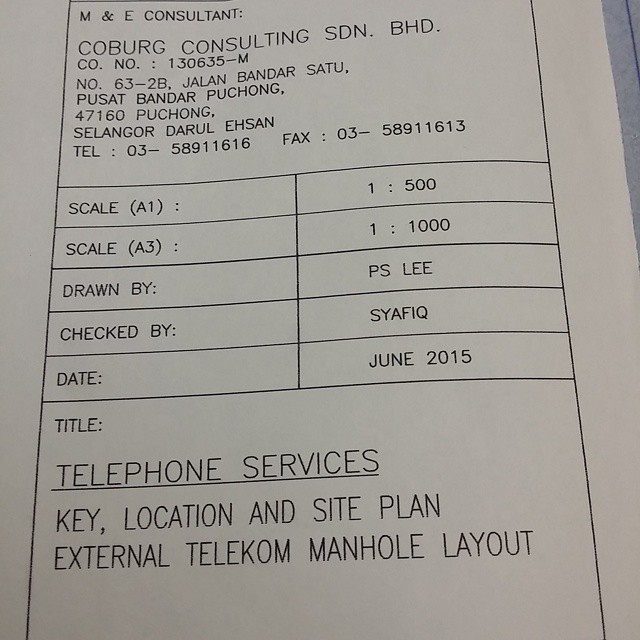 M & E CONSULTANT:
COBURG CONSULTING SDN. BHD.
CO. NO. : 130635-M
NO. 63-2B, JALAN BANDAR SATU,
PUSAT BANDAR PUCHONG,
47160 PUCHONG,
SELANGOR DARUL EHSAN
TEL : 03- 58911616 FAX : 03- 58911613
SCALE (A1) : 1 : 500
SCALE (A3) : 1 : 1000
DRAWN BY: PS LEE
CHECKED BY: SYAFIQ
DATE: JUNE 2015
TITLE:
TELEPHONE SERVICES
KEY, LOCATION AND SITE PLAN
EXTERNAL TELEKOM MANHOLE LAYOUT